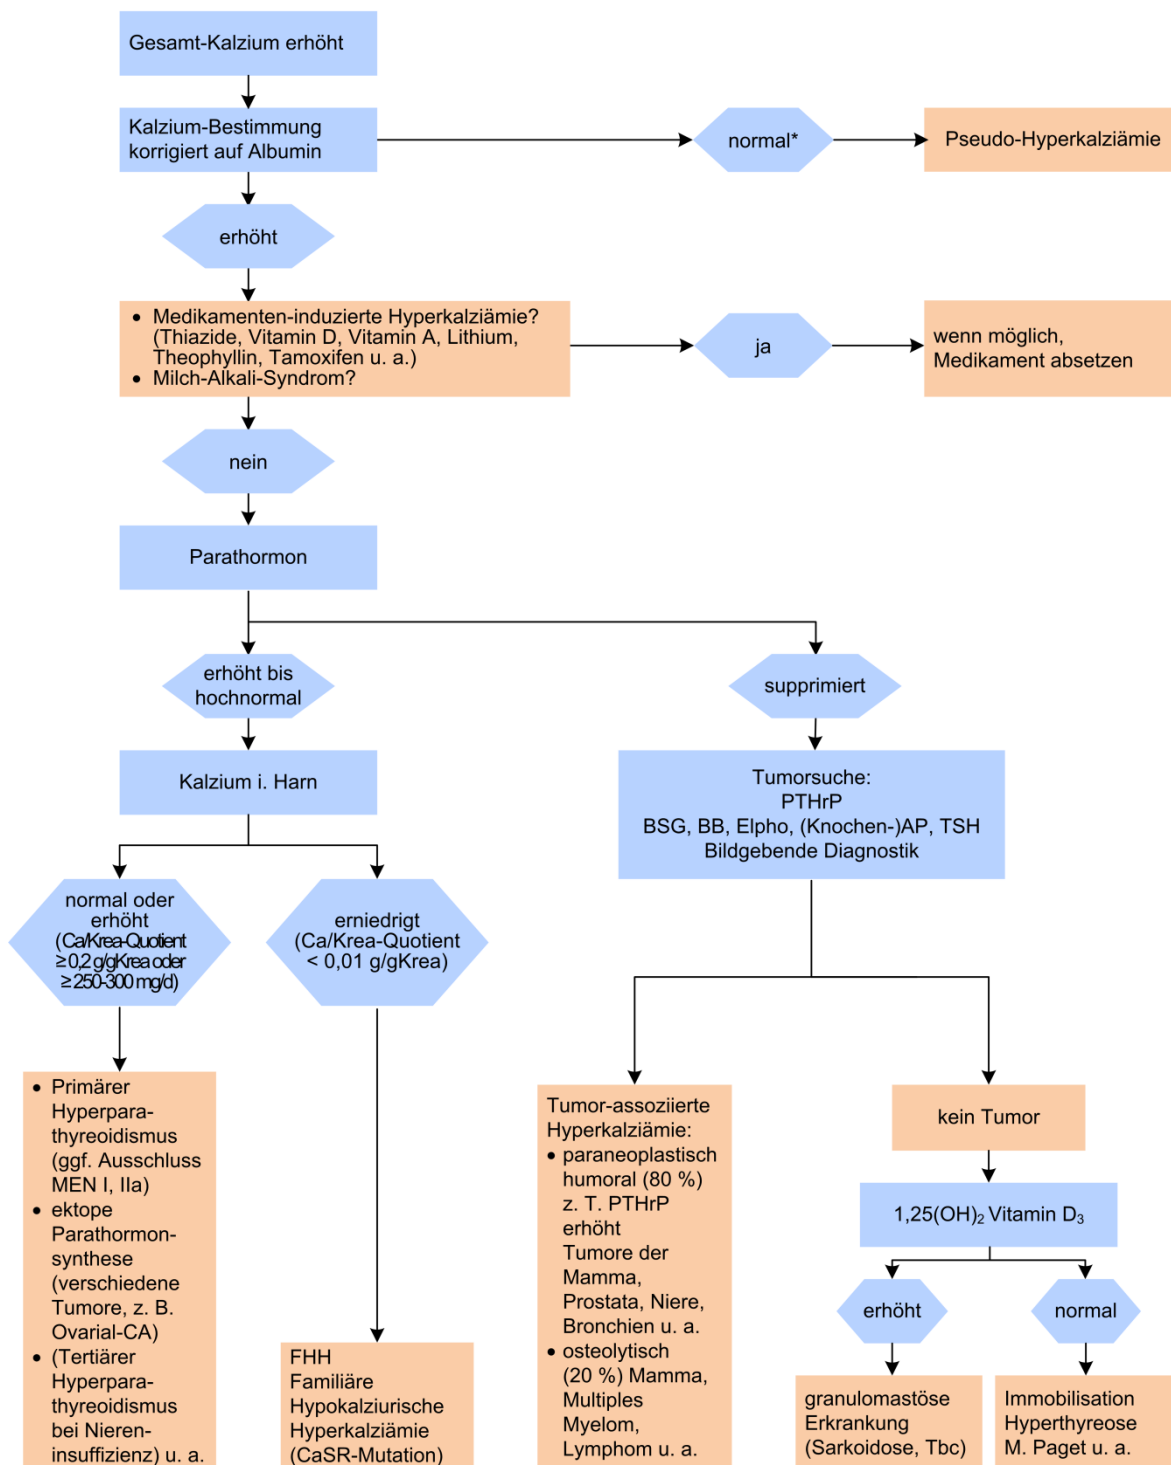 Gesamt-Kalzium erhöht
Kalzium-Bestimmung
korrigiert auf Albumin
normal*
Pseudo-Hyperkalziämie
erhöht
• Medikamenten-induzierte Hyperkalziämie?
(Thiazide, Vitamin D, Vitamin A, Lithium,
Theophyllin, Tamoxifen u. a.)
• Milch-Alkali-Syndrom?
ja
wenn möglich,
Medikament absetzen
nein
Parathormon
erhöht bis
hochnormal
supprimiert
Kalzium i. Harn
Tumorsuche:
PTHrP
BSG, BB, Elpho, (Knochen-)AP, TSH
Bildgebende Diagnostik
normal oder
erhöht
(Ca/Krea-Quotient
≥0,2 g/gKrea oder
≥250-300 mg/d)
erniedrigt
(Ca/Krea-Quotient
< 0,01 g/gKrea)
• Primärer
Hyperpara-
thyreoidismus
(ggf. Ausschluss
MEN I, IIa)
• ektope
Parathormon-
synthese
(verschiedene
Tumore, z. B.
Ovarial-CA)
• (Tertiärer
Hyperpara-
thyreoidismus
bei Nieren-
insuffizienz) u. a.
FHH
Familiäre
Hypokalziurische
Hyperkalziämie
(CaSR-Mutation)
Tumor-assoziierte
Hyperkalziämie:
• paraneoplastisch
humoral (80 %)
z. T. PTHrP
erhöht
Tumore der
Mamma,
Prostata, Niere,
Bronchien u. a.
• osteolytisch
(20 %) Mamma,
Multiples
Myelom,
Lymphom u. a.
kein Tumor
1,25(OH)₂ Vitamin D₃
erhöht
normal
granulomastöse
Erkrankung
(Sarkoidose, Tbc)
Immobilisation
Hyperthyreose
M. Paget u. a.